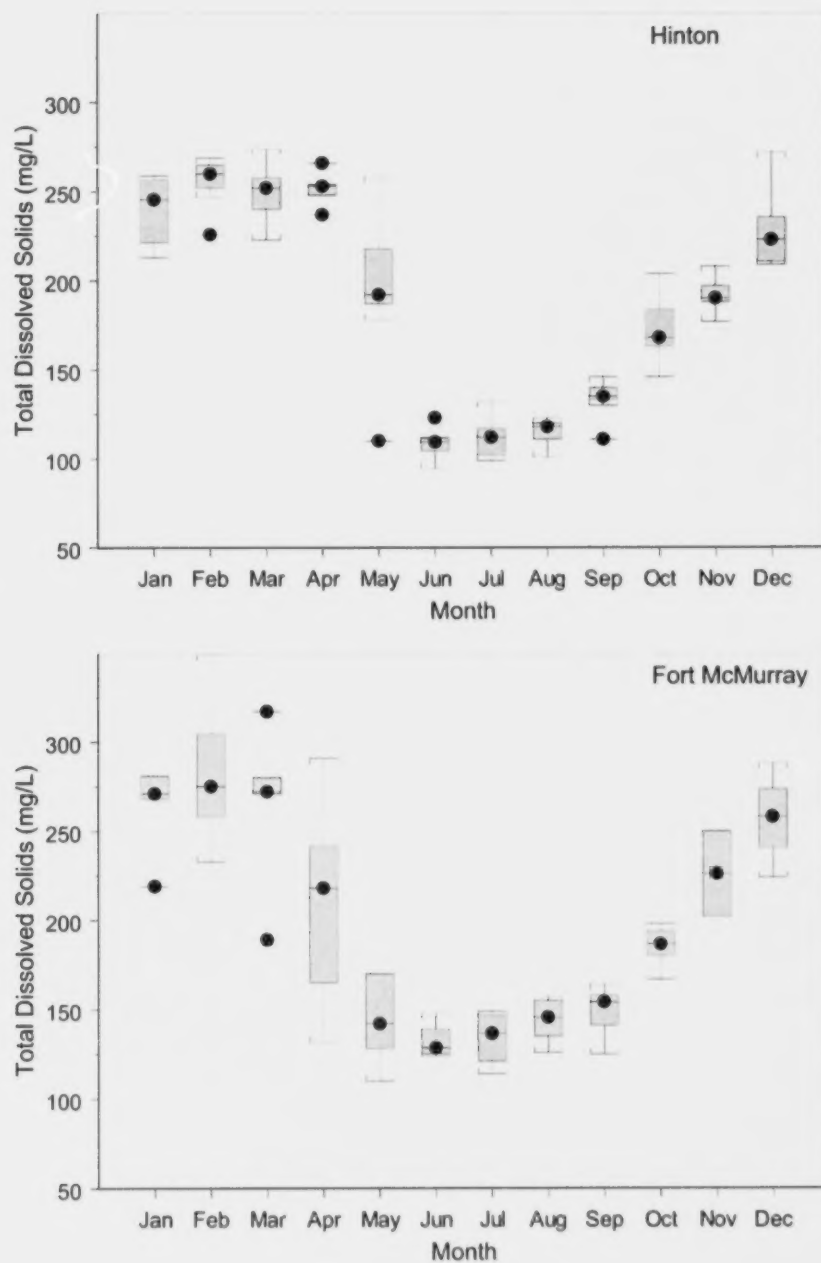 Hinton
Total Dissolved Solids (mg/L)
300
250
200
150
100
50
Jan Feb Mar Apr May Jun Jul Aug Sep Oct Nov Dec
Month
Fort McMurray
Total Dissolved Solids (mg/L)
300
250
200
150
100
50
Jan Feb Mar Apr May Jun Jul Aug Sep Oct Nov Dec
Month